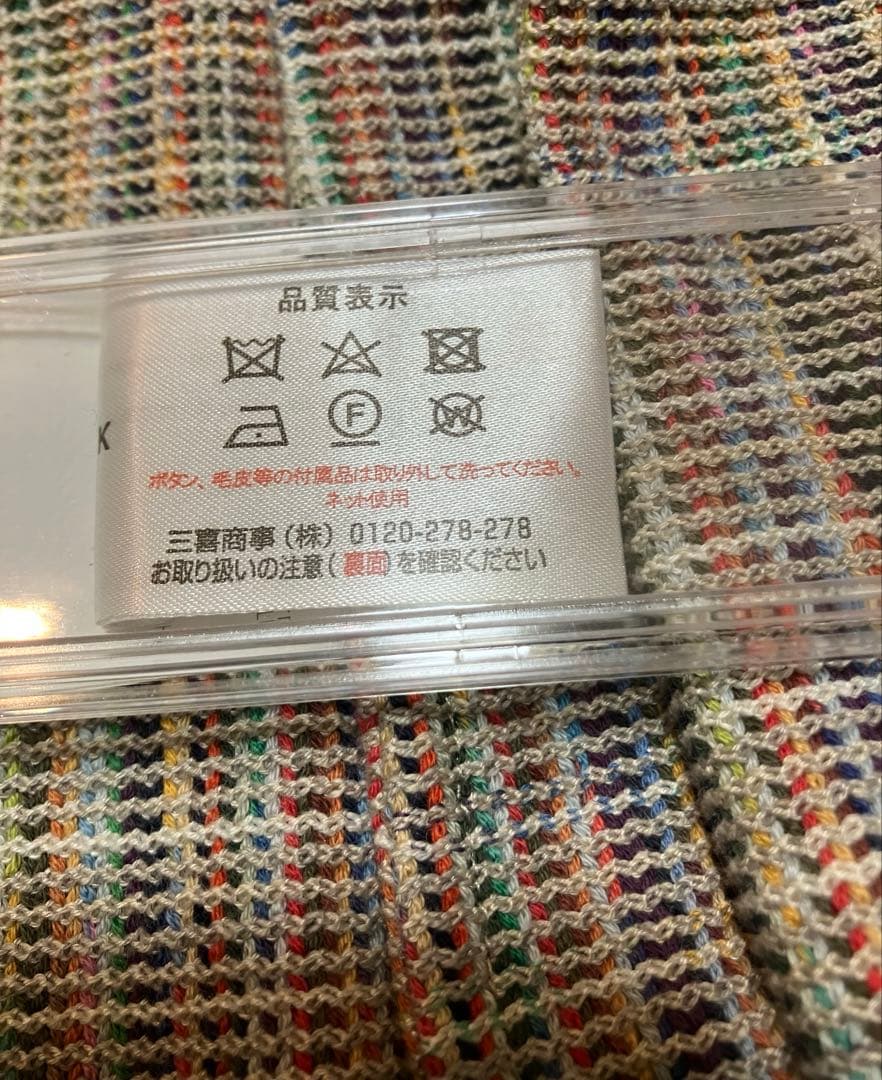 品質表示
F
W
K
ボタン、毛皮等の付属品は取り外して洗ってください。
ネット使用
三喜商事(株) 0120-278-278
お取り扱いの注意(裏面)を確認ください